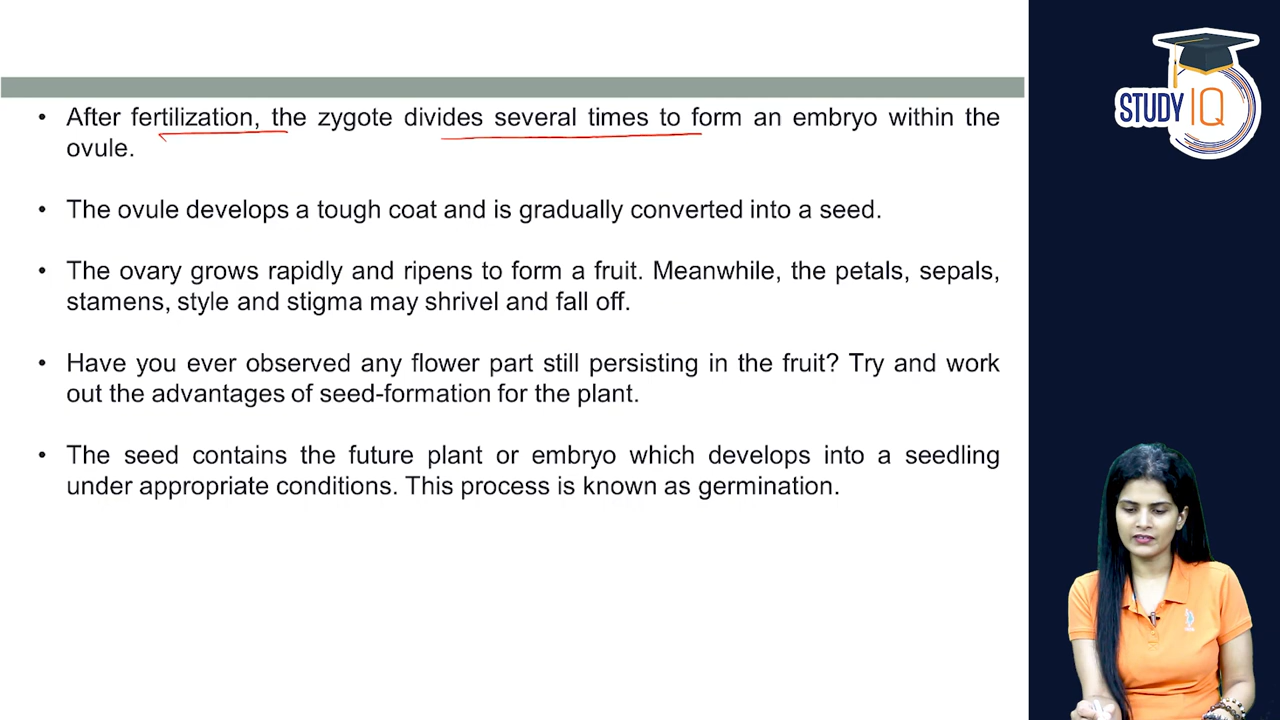 • After fertilization, the zygote divides several times to form an embryo within the
ovule.
• The ovule develops a tough coat and is gradually converted into a seed.
• The ovary grows rapidly and ripens to form a fruit. Meanwhile, the petals, sepals,
stamens, style and stigma may shrivel and fall off.
• Have you ever observed any flower part still persisting in the fruit? Try and work
out the advantages of seed-formation for the plant.
• The seed contains the future plant or embryo which develops into a seedling
under appropriate conditions. This process is known as germination.
STUDY IQ